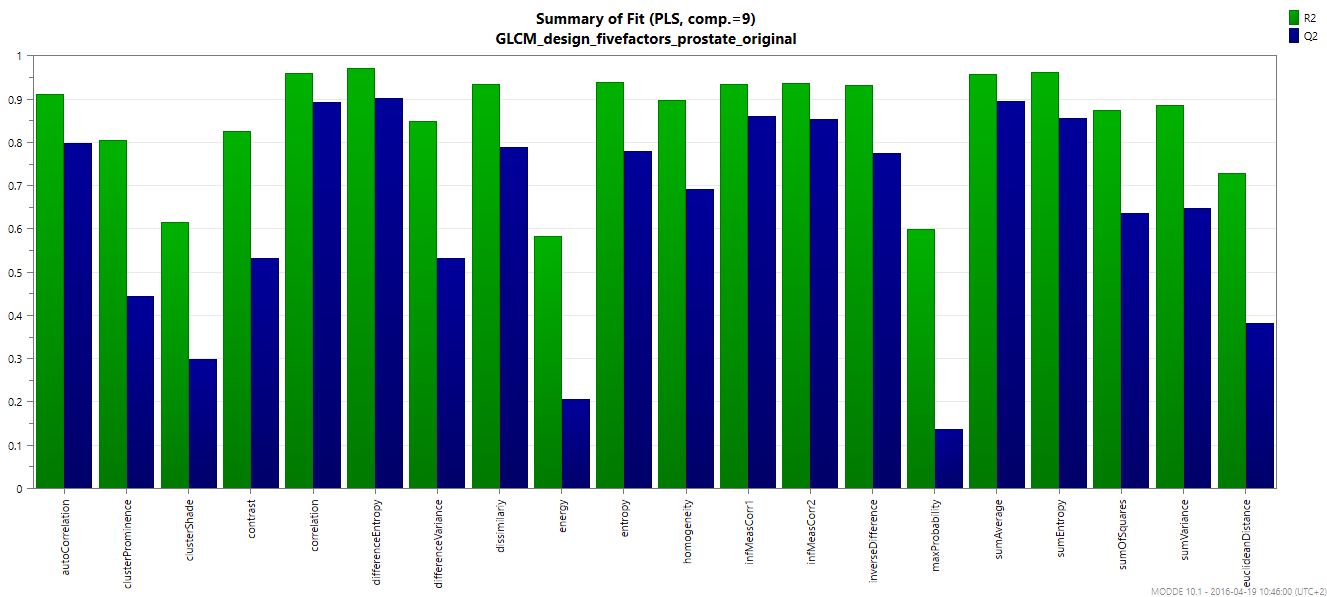 Summary of Fit (PLS, comp.=9)
GLCM_design_fivefactors_prostate_original
R2
Q2
1
0.9
0.8
0.7
0.6
0.5
0.4
0.3
0.2
0.1
0
autoCorrelation
clusterProminence
clusterShade
contrast
correlation
differenceEntropy
differenceVariance
dissimilariy
energy
entropy
homogeneity
infMeasCorr1
infMeasCorr2
inverseDifference
maxProbability
sumAverage
sumEntropy
sumOfSquares
sumVariance
euclideanDistance
MODDE 10.1 - 2016-04-19 10:46:00 (UTC+2)